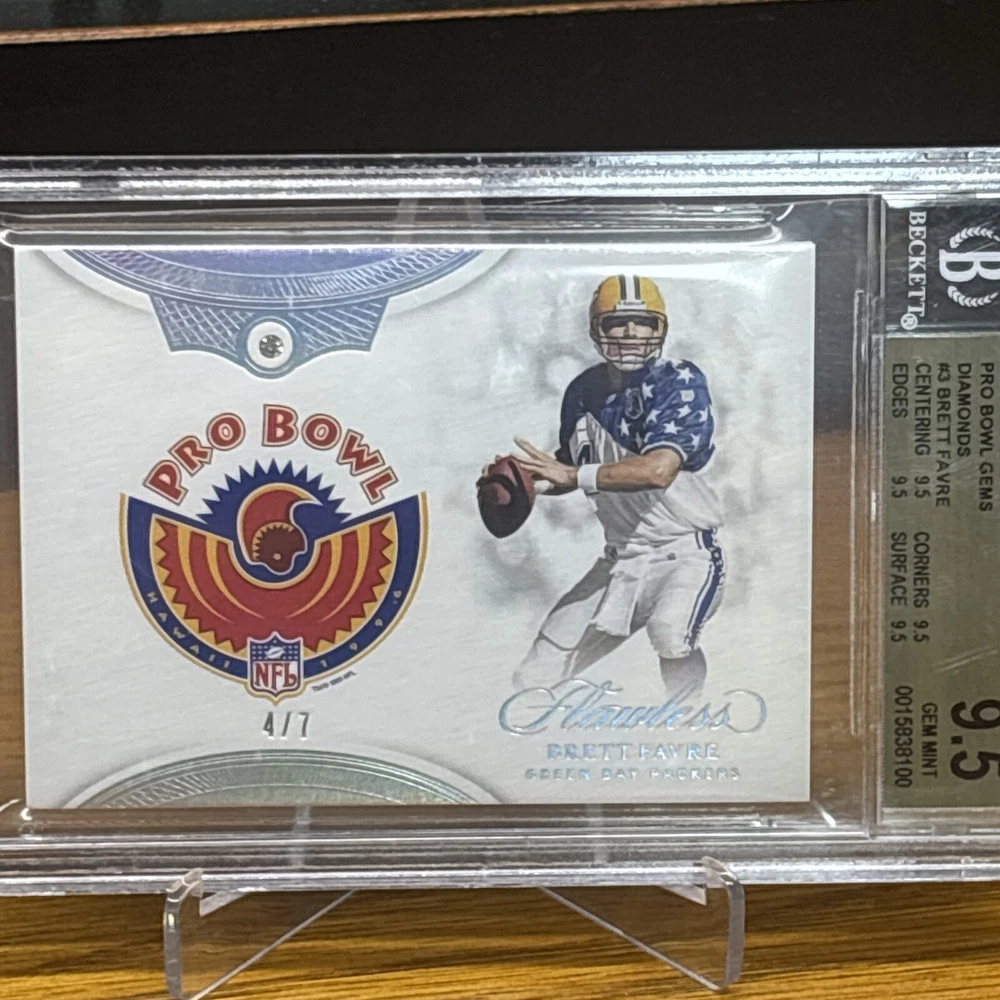 PRO BOWL
HAWAII 1996
NFL
4/7
Flawless
BRETT FAVRE
GREEN BAY PACKERS
B
BECKETT®
PRO BOWL GEMS
DIAMONDS
#3 BRETT FAVRE
CENTERING 9.5 CORNERS 9.5
EDGES 9.5 SURFACE 9.5
9.5
GEM MINT
0015838100